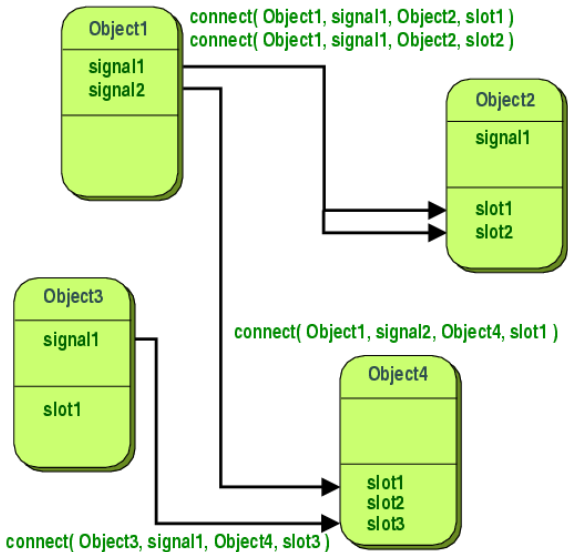 connect( Object1, signal1, Object2, slot1 )
connect( Object1, signal1, Object2, slot2 )
Object1
signal1
signal2
Object2
signal1
slot1
slot2
Object3
signal1
slot1
connect( Object1, signal2, Object4, slot1 )
Object4
slot1
slot2
slot3
connect( Object3, signal1, Object4, slot3 )